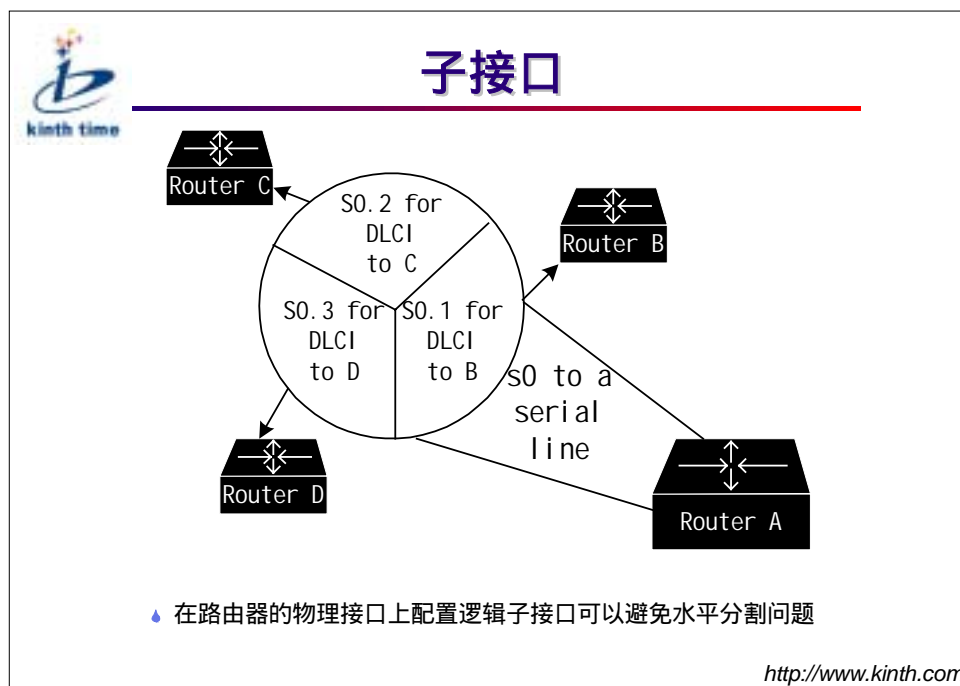 kinth time
子接口
Router C
S0.2 for
DLCI
to C
Router B
S0.3 for
DLCI
to D
S0.1 for
DLCI
to B
s0 to a
serial
line
Router D
Router A
在路由器的物理接口上配置逻辑子接口可以避免水平分割问题
http://www.kinth.com